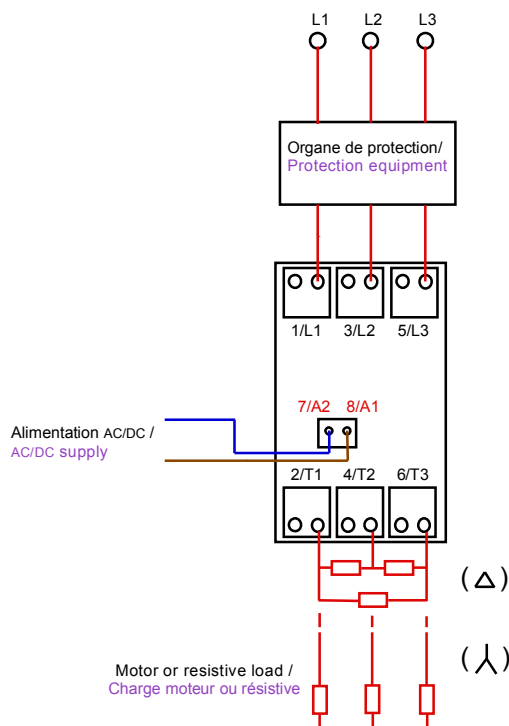 L1 L2 L3
Organe de protection/
Protection equipment
1/L1 3/L2 5/L3
7/A2 8/A1
Alimentation AC/DC /
AC/DC supply
2/T1 4/T2 6/T3
(Δ)
(⅄)
Motor or resistive load /
Charge moteur ou résistive